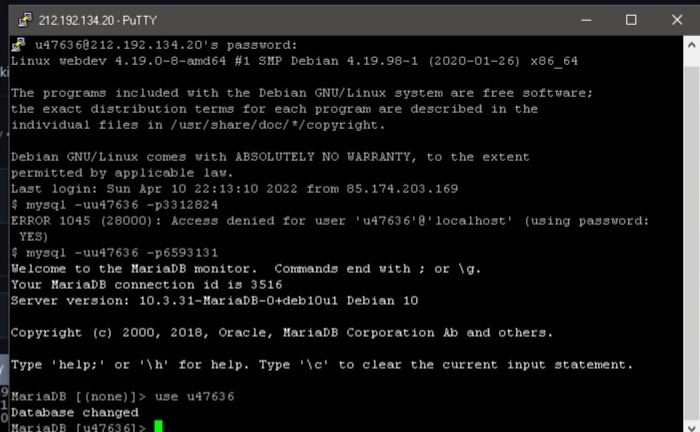 212.192.134.20 - PuTTY
u47636@212.192.134.20's password:
Linux webdev 4.19.0-8-amd64 #1 SMP Debian 4.19.98-1 (2020-01-26) x86_64
The programs included with the Debian GNU/Linux system are free software;
the exact distribution terms for each program are described in the
individual files in /usr/share/doc/*/copyright.
Debian GNU/Linux comes with ABSOLUTELY NO WARRANTY, to the extent
permitted by applicable law.
Last login: Sun Apr 10 22:13:10 2022 from 85.174.203.169
$ mysql -uu47636 -p3312824
ERROR 1045 (28000): Access denied for user 'u47636'@'localhost' (using password:
YES)
$ mysql -uu47636 -p6593131
Welcome to the MariaDB monitor.  Commands end with ; or \g.
Your MariaDB connection id is 3516
Server version: 10.3.31-MariaDB-0+deb10u1 Debian 10
Copyright (c) 2000, 2018, Oracle, MariaDB Corporation Ab and others.
Type 'help;' or '\h' for help. Type '\c' to clear the current input statement.
MariaDB [(none)]> use u47636
Database changed
MariaDB [u47636]>